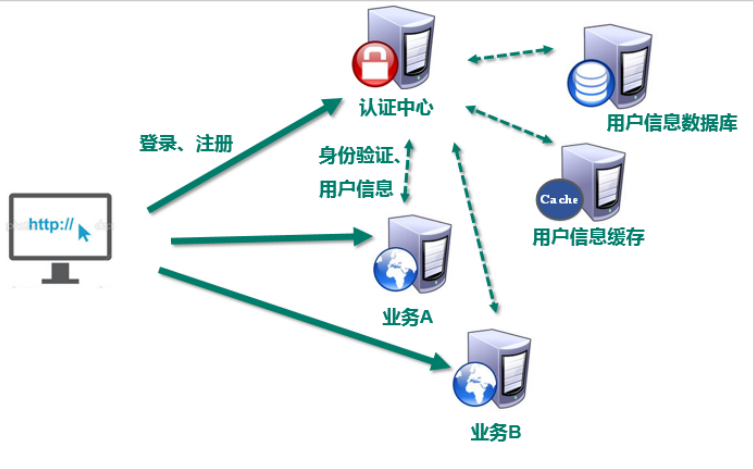 认证中心
用户信息数据库
登录、注册
身份验证、
用户信息
Cache
http://
用户信息缓存
业务A
业务B